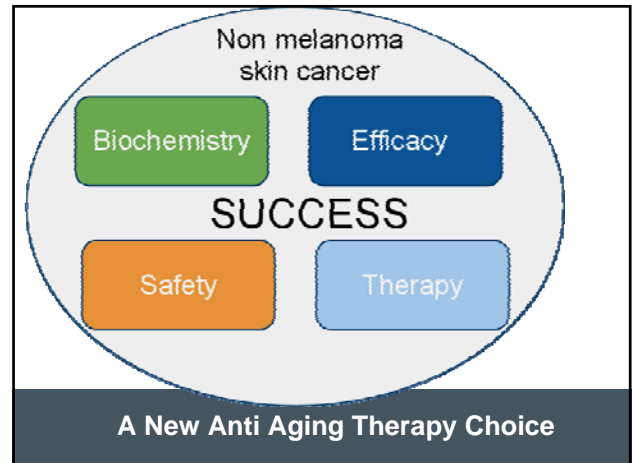 Non melanoma
skin cancer
Biochemistry Efficacy
SUCCESS
Safety Therapy
A New Anti Aging Therapy Choice